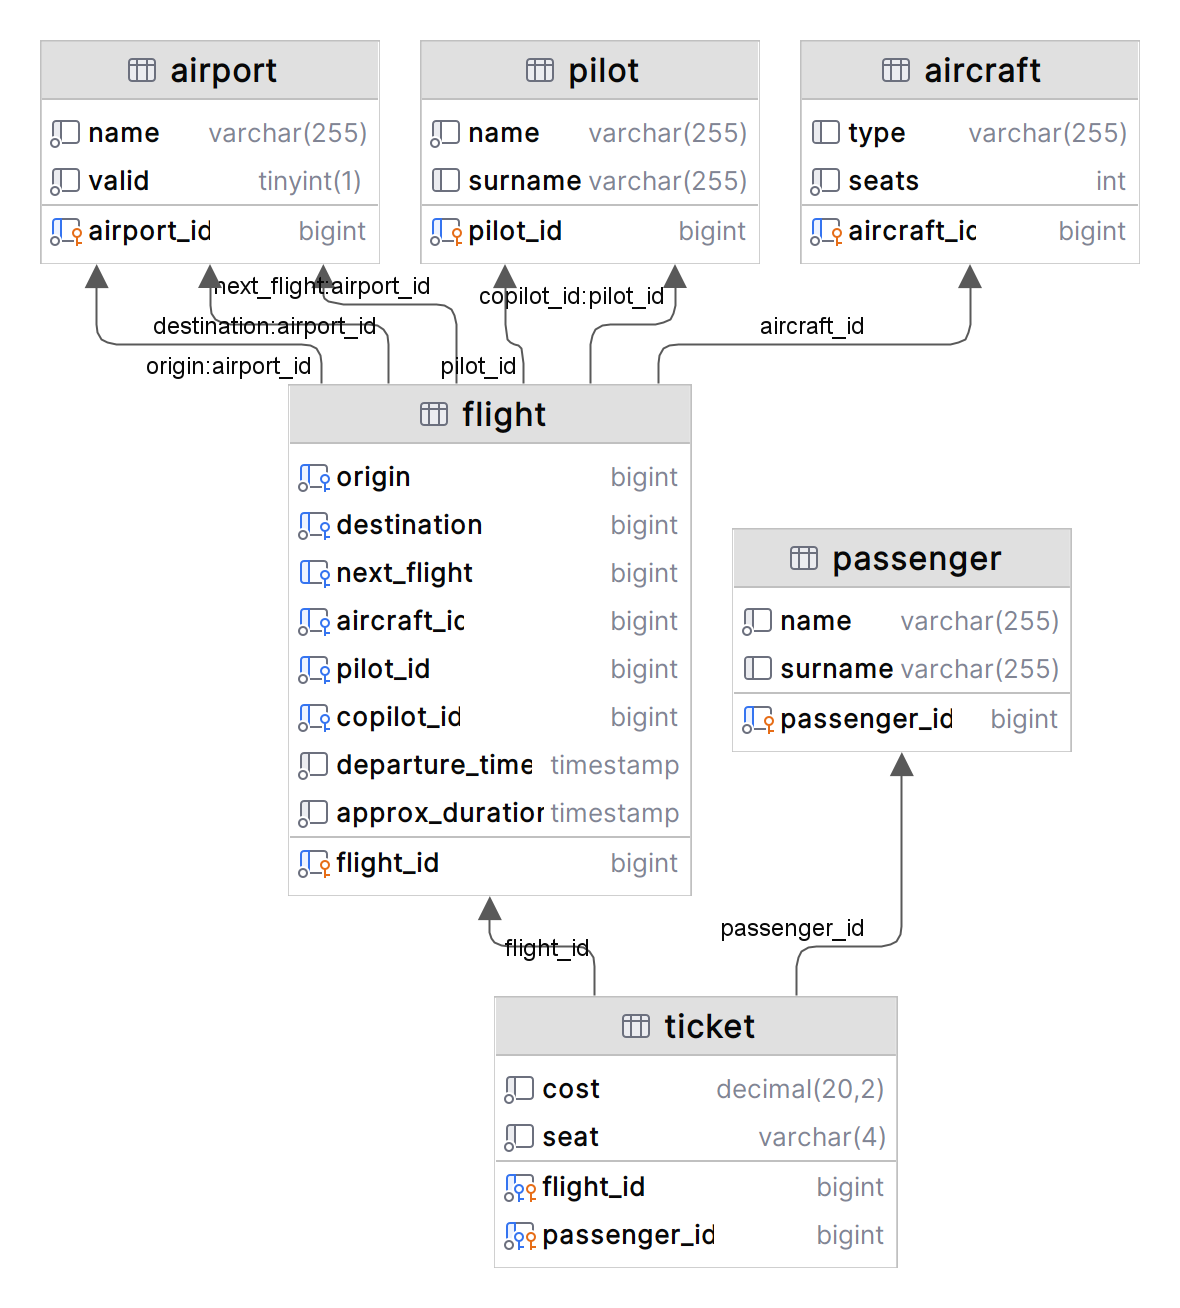 airport
name varchar(255)
valid tinyint(1)
airport_id bigint
pilot
name varchar(255)
surname varchar(255)
pilot_id bigint
aircraft
type varchar(255)
seats int
aircraft_ic bigint
next_flight:airport_id
copilot_id:pilot_id
destination:airport_id
aircraft_id
origin:airport_id
pilot_id
flight
origin bigint
destination bigint
next_flight bigint
aircraft_ic bigint
pilot_id bigint
copilot_id bigint
departure_time timestamp
approx_duration timestamp
flight_id bigint
passenger
name varchar(255)
surname varchar(255)
passenger_id bigint
flight_id
passenger_id
ticket
cost decimal(20,2)
seat varchar(4)
flight_id bigint
passenger_id bigint